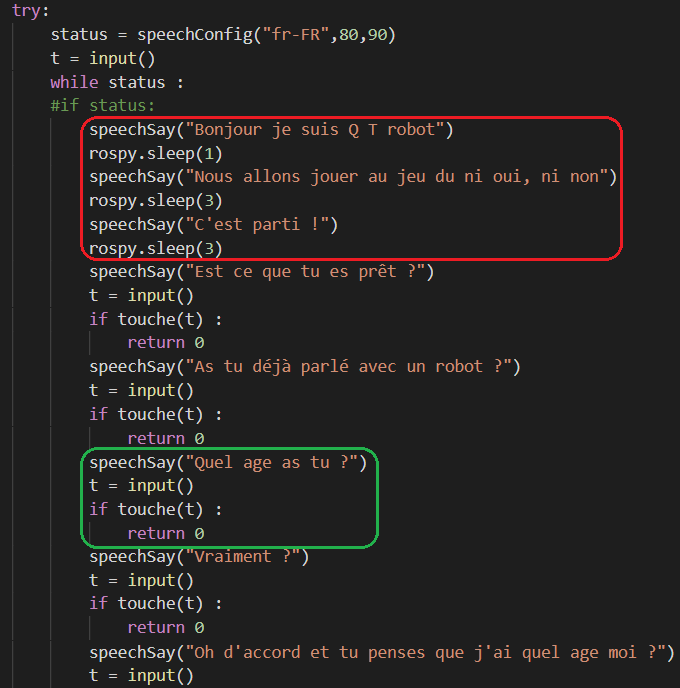 try:
status = speechConfig("fr-FR",80,90)
t = input()
while status :
#if status:
speechSay("Bonjour je suis Q T robot")
rospy.sleep(1)
speechSay("Nous allons jouer au jeu du ni oui, ni non")
rospy.sleep(3)
speechSay("C'est parti !")
rospy.sleep(3)
speechSay("Est ce que tu es prêt ?")
t = input()
if touche(t) :
return 0
speechSay("As tu déjà parlé avec un robot ?")
t = input()
if touche(t) :
return 0
speechSay("Quel age as tu ?")
t = input()
if touche(t) :
return 0
speechSay("Vraiment ?")
t = input()
if touche(t) :
return 0
speechSay("Oh d'accord et tu penses que j'ai quel age moi ?")
t = input()